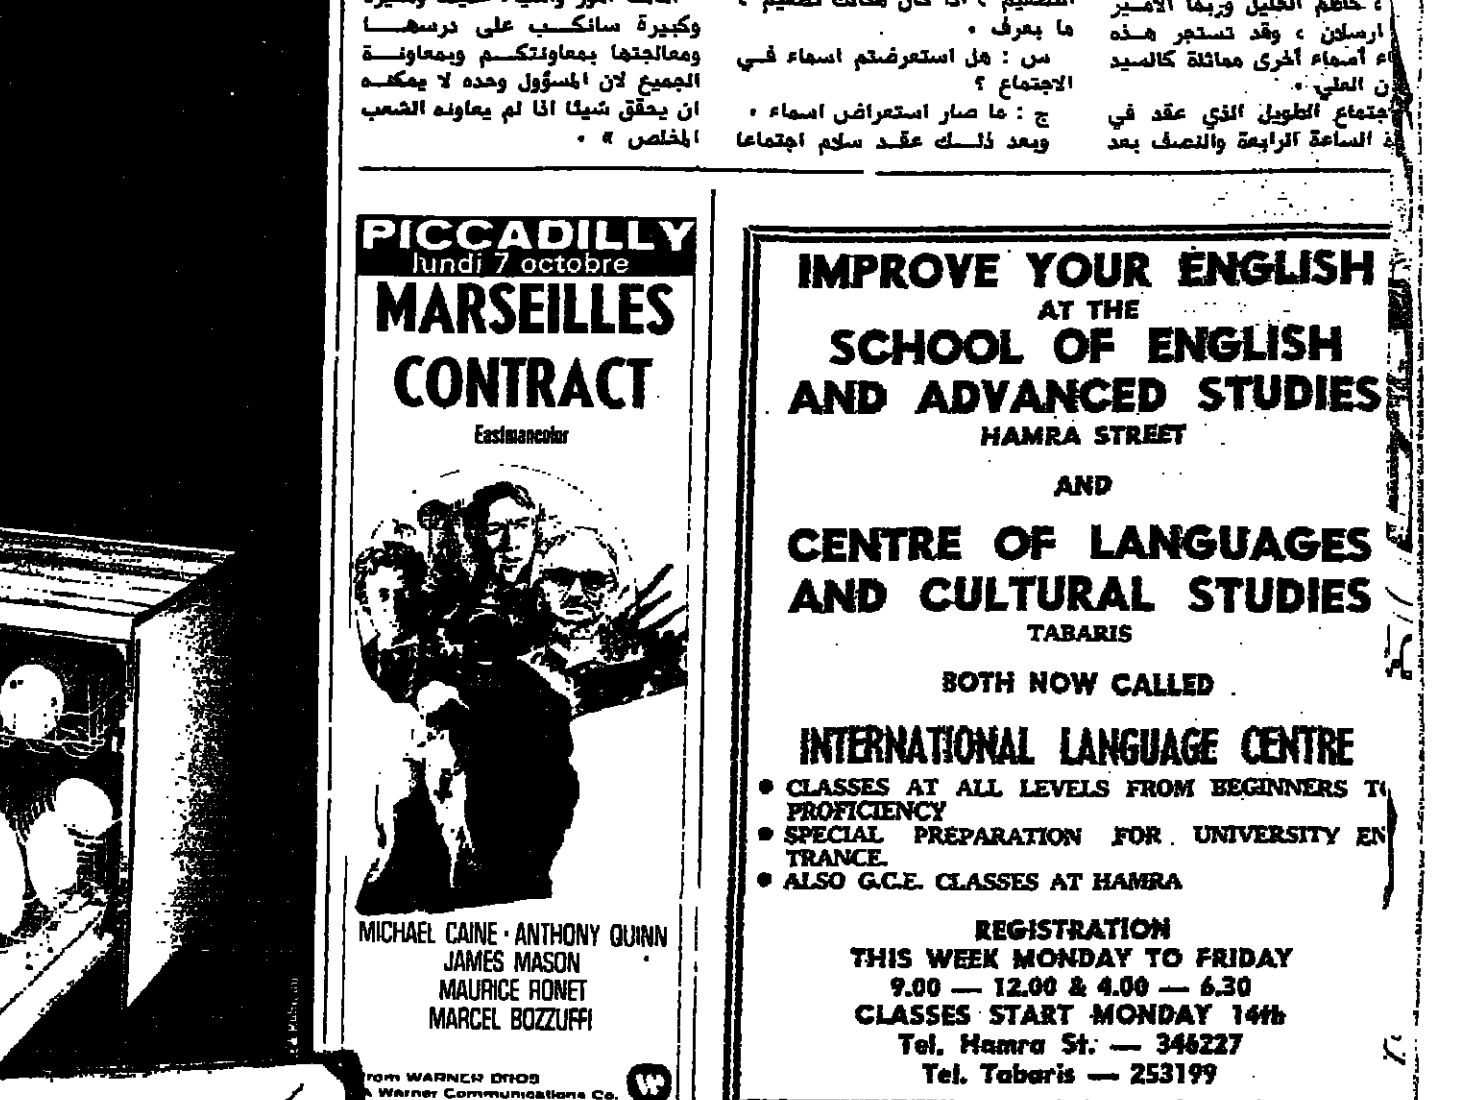 وكبيرة سانكب على درسها
ومعالجتها بمعاونتكم وبمعاونة
الجميع لان المسؤول وحده لا يمكنه
ان يحقق شيئا اذا لم يعاونه الشعب
المخلص » .
ما يعرف .
س : هل استعرضتم اسماء في
الاجتماع ؟
ج : ما صار استعراض اسماء .
وبعد ذلك عقد سلام اجتماعا
ارسلان ، وقد تستجر هذه
أسماء أخرى مماثلة كالسيد
العلي .
الطويل الذي عقد في
الساعة الرابعة والنصف بعد
PICCADILLY
lundi 7 octobre
MARSEILLES
CONTRACT
Eastmancolor
MICHAEL CAINE · ANTHONY QUINN
JAMES MASON
MAURICE RONET
MARCEL BOZZUFFI
from WARNER BROS
A Warner Communications Co.
IMPROVE YOUR ENGLISH
AT THE
SCHOOL OF ENGLISH
AND ADVANCED STUDIES
HAMRA STREET
AND
CENTRE OF LANGUAGES
AND CULTURAL STUDIES
TABARIS
BOTH NOW CALLED
INTERNATIONAL LANGUAGE CENTRE
● CLASSES AT ALL LEVELS FROM BEGINNERS TO
PROFICIENCY
● SPECIAL PREPARATION FOR UNIVERSITY EN-
TRANCE.
● ALSO G.C.E. CLASSES AT HAMRA
REGISTRATION
THIS WEEK MONDAY TO FRIDAY
9.00 — 12.00 & 4.00 — 6.30
CLASSES START MONDAY 14th
Tel. Hamra St. — 346227
Tel. Tabaris — 253199